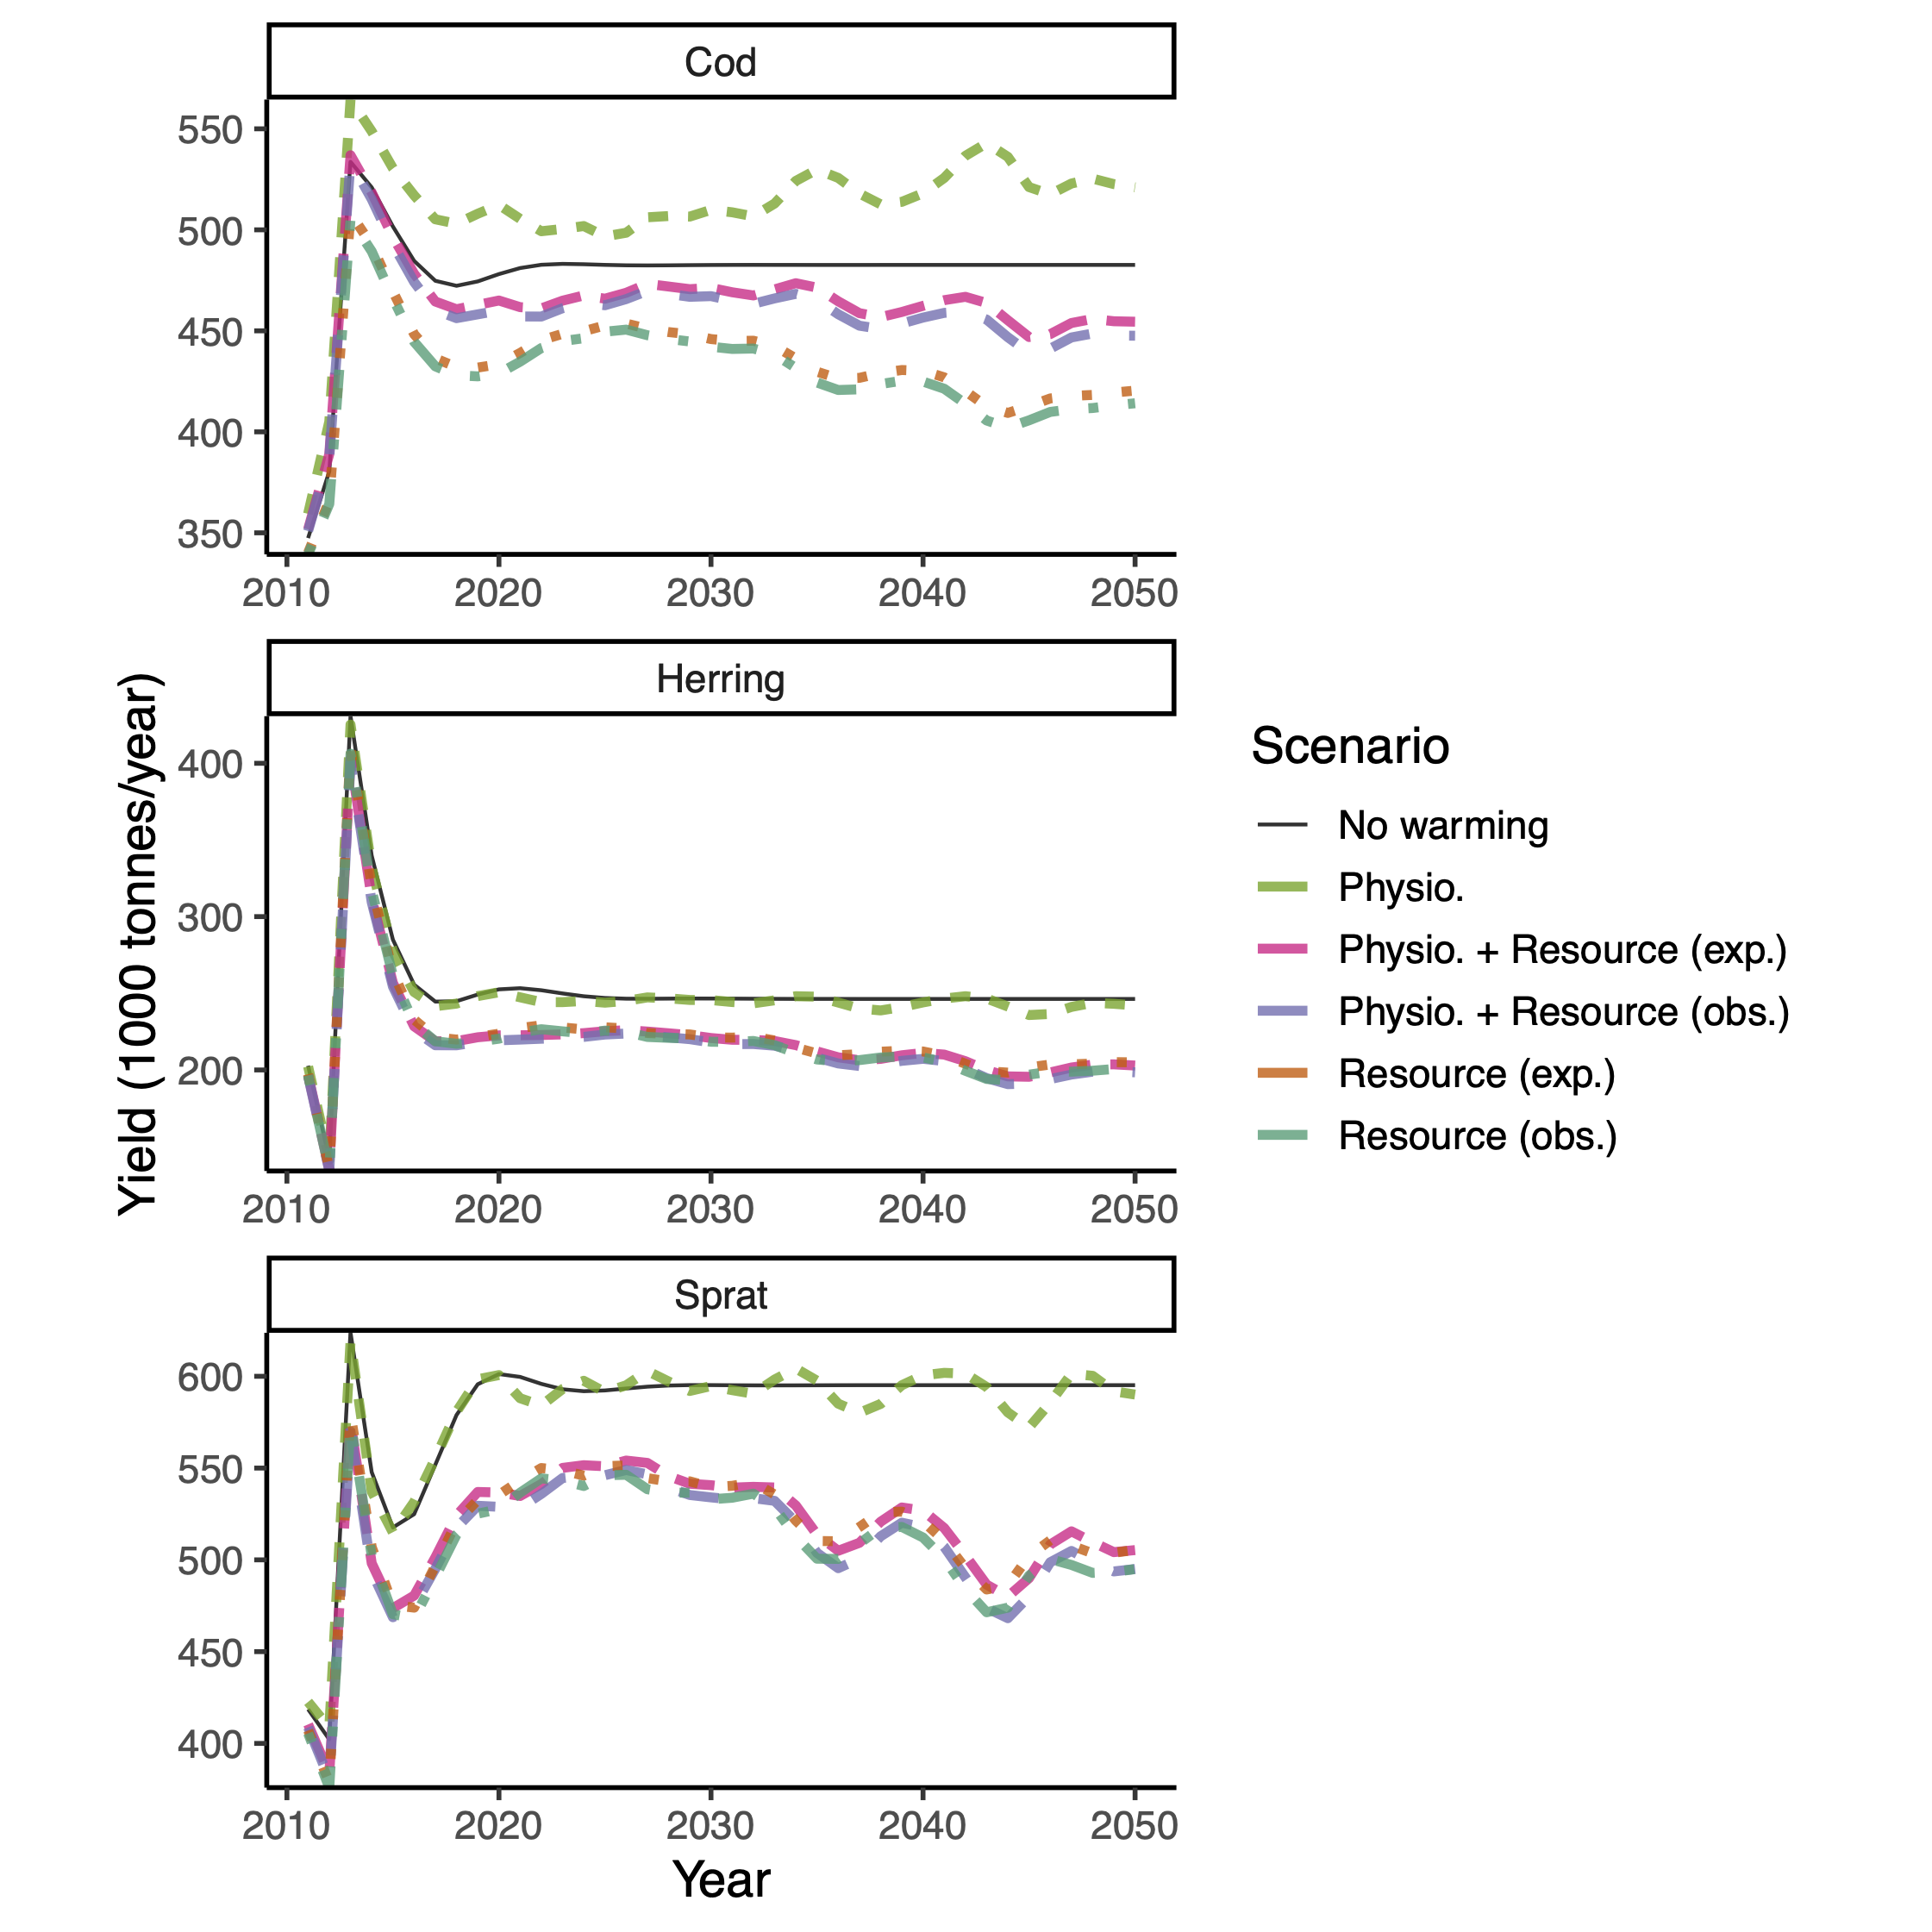 Cod
550
500
450
400
350
2010 2020 2030 2040 2050
Herring
400
300
200
2010 2020 2030 2040 2050
Sprat
600
550
500
450
400
2010 2020 2030 2040 2050
Year
Yield (1000 tonnes/year)
Scenario
No warming
Physio.
Physio. + Resource (exp.)
Physio. + Resource (obs.)
Resource (exp.)
Resource (obs.)